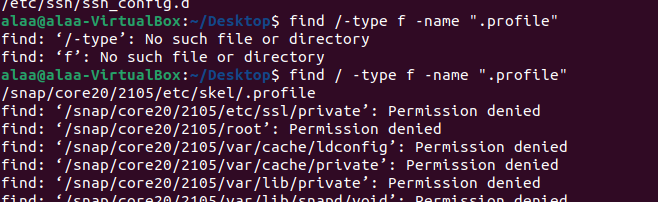 /etc/ssh/ssh_config.d
alaa@alaa-VirtualBox:~/Desktop$ find /-type f -name ".profile"
find: ‘/-type’: No such file or directory
find: ‘f’: No such file or directory
alaa@alaa-VirtualBox:~/Desktop$ find / -type f -name ".profile"
/snap/core20/2105/etc/skel/.profile
find: ‘/snap/core20/2105/etc/ssl/private’: Permission denied
find: ‘/snap/core20/2105/root’: Permission denied
find: ‘/snap/core20/2105/var/cache/ldconfig’: Permission denied
find: ‘/snap/core20/2105/var/cache/private’: Permission denied
find: ‘/snap/core20/2105/var/lib/private’: Permission denied
find: ‘/snap/core20/2105/var/lib/snapd/void’: Permission denied